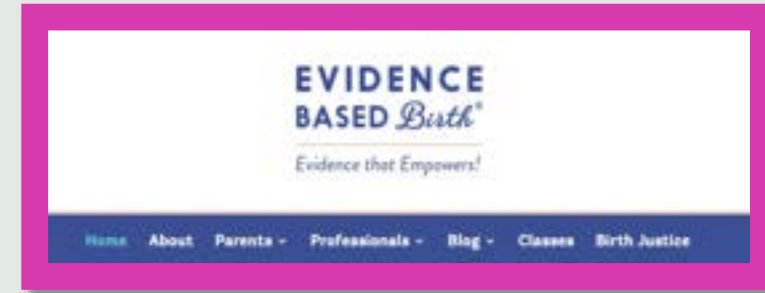 EVIDENCE
BASED Birth®
Evidence that Empowers!
Home About Parents Professionals Blog Classes Birth Justice